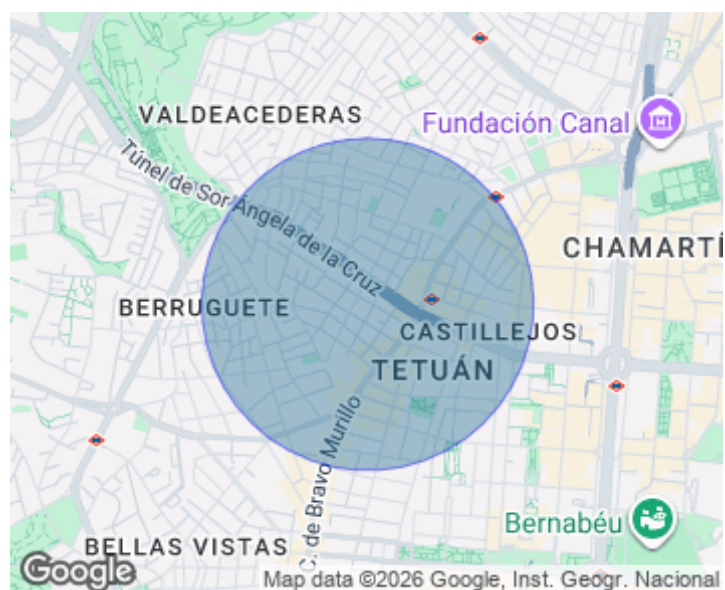 VALDEACEDERAS
Fundación Canal
Túnel de Sor Ángela de la Cruz
CHAMARTÍ
BERRUGUETE
CASTILLEJOS
TETUÁN
C. de Bravo Murillo
Bernabéu
BELLAS VISTAS
Google
Map data ©2026 Google, Inst. Geogr. Nacional